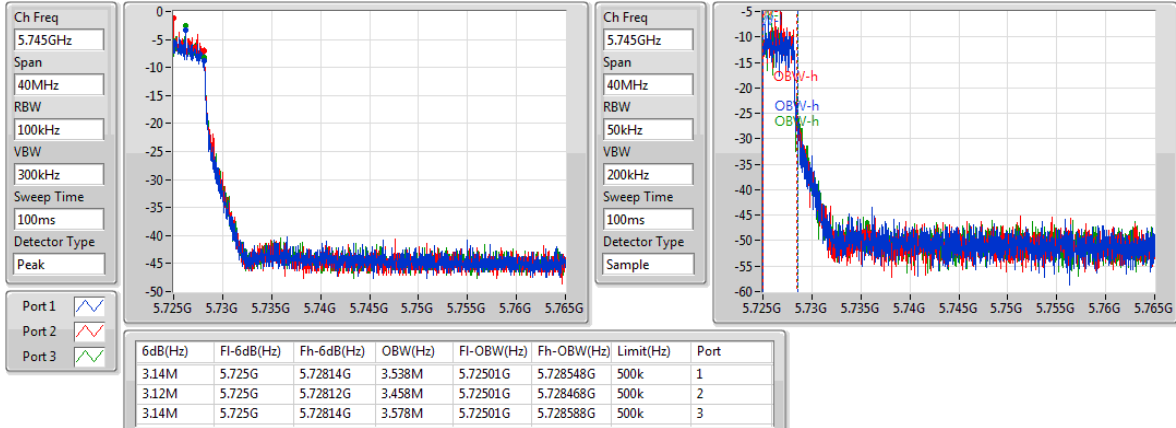 Ch Freq
5.745GHz
Span
40MHz
RBW
100kHz
VBW
300kHz
Sweep Time
100ms
Detector Type
Peak
0
-5
-10
-15
-20
-25
-30
-35
-40
-45
-50
5.725G 5.73G 5.735G 5.74G 5.745G 5.75G 5.755G 5.76G 5.765G
Ch Freq
5.745GHz
Span
40MHz
RBW
50kHz
VBW
200kHz
Sweep Time
100ms
Detector Type
Sample
-5
-10
-15
-20
-25
-30
-35
-40
-45
-50
-55
-60
OBW-h
OBW-h
OBW-h
5.725G 5.73G 5.735G 5.74G 5.745G 5.75G 5.755G 5.76G 5.765G
Port 1
Port 2
Port 3
6dB(Hz) Fl-6dB(Hz) Fh-6dB(Hz) OBW(Hz) Fl-OBW(Hz) Fh-OBW(Hz) Limit(Hz) Port
3.14M 5.725G 5.72814G 3.538M 5.72501G 5.728548G 500k 1
3.12M 5.725G 5.72812G 3.458M 5.72501G 5.728468G 500k 2
3.14M 5.725G 5.72814G 3.578M 5.72501G 5.728588G 500k 3